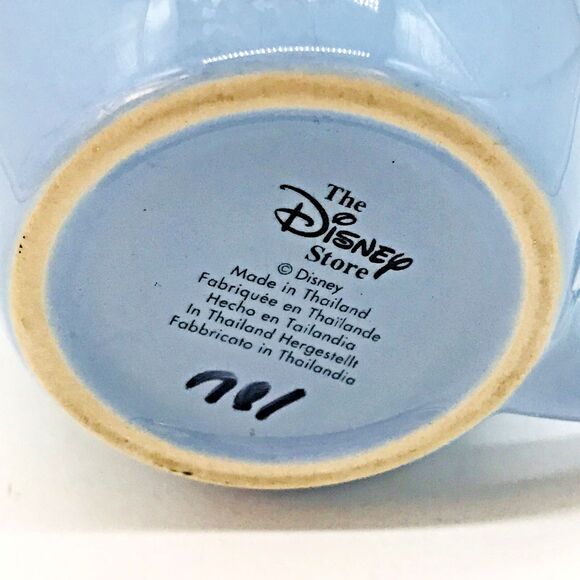 The
Disney
Store
© Disney
Made in Thailand
Fabriquée en Thaïlande
Hecho en Tailandia
In Thailand Hergestellt
Fabbricato in Thailandia